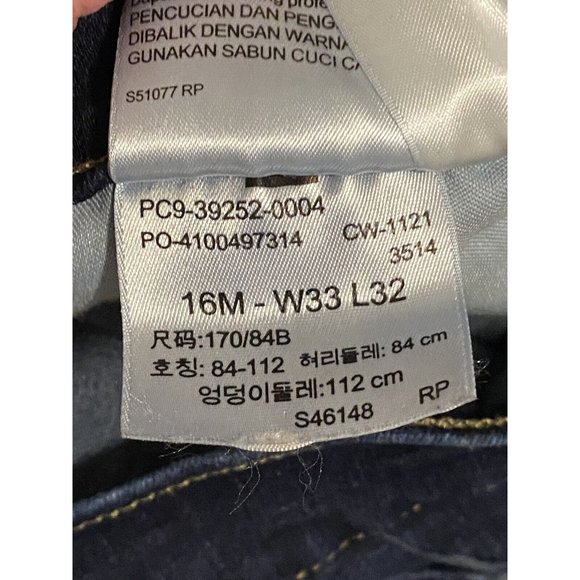 PENCUCIAN DAN PENG
DIBALIK DENGAN WARNA
GUNAKAN SABUN CUCI CA
S51077 RP
PC9-39252-0004
PO-4100497314 CW-1121
3514
16M - W33 L32
尺码:170/84B
호칭: 84-112 허리둘레: 84 cm
엉덩이둘레:112 cm
S46148 RP